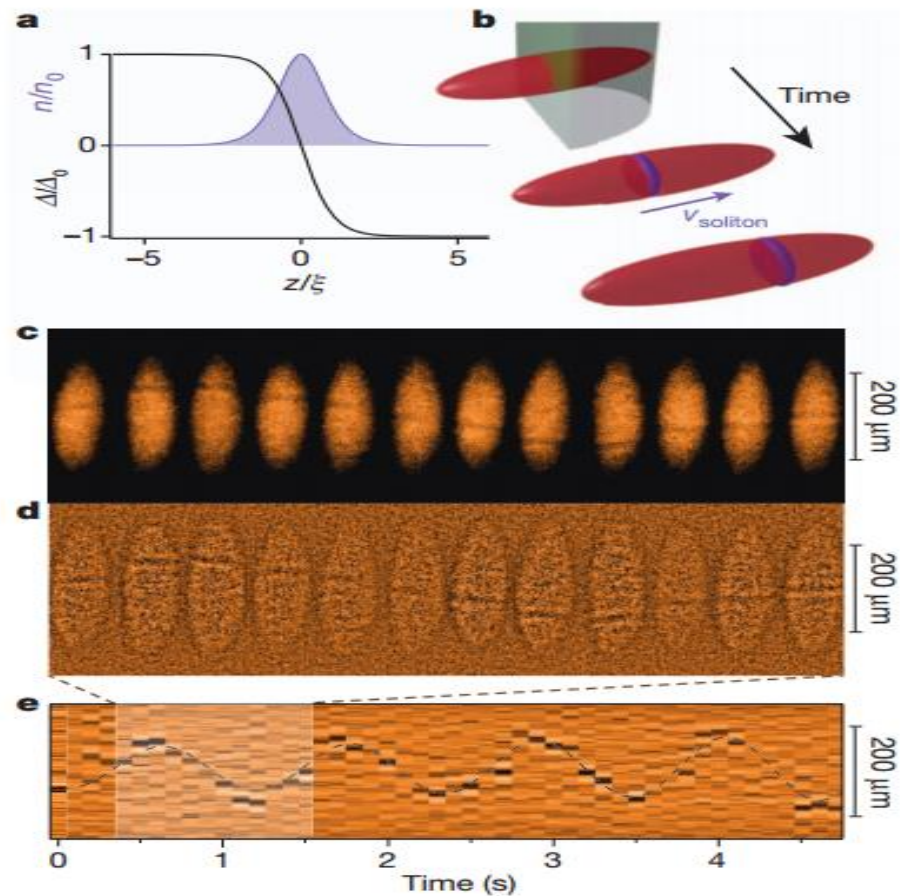 a
b
n/n₀
Δ/Δ₀
1
0
−1
−5
0
5
z/ξ
Time
vsoliton
c
200 µm
d
200 µm
e
200 µm
0
1
2
3
4
Time (s)